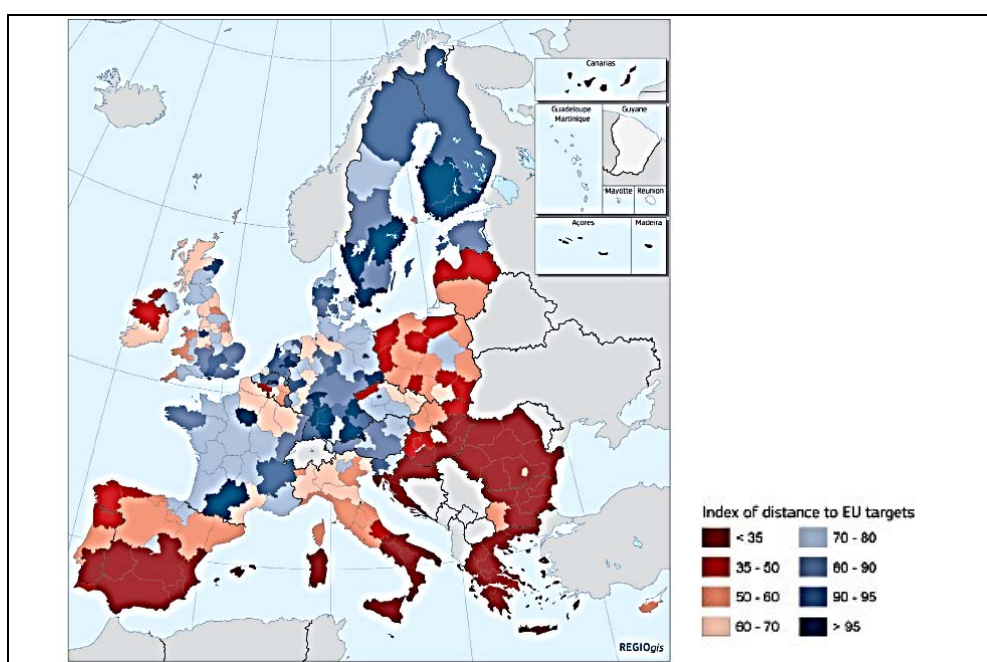 Canarias
Guadeloupe
Martinique
Guyane
Mayotte
Réunion
Açores
Madeira
REGIOgis
Index of distance to EU targets
< 35
70 - 80
35 - 50
80 - 90
50 - 60
90 - 95
60 - 70
> 95